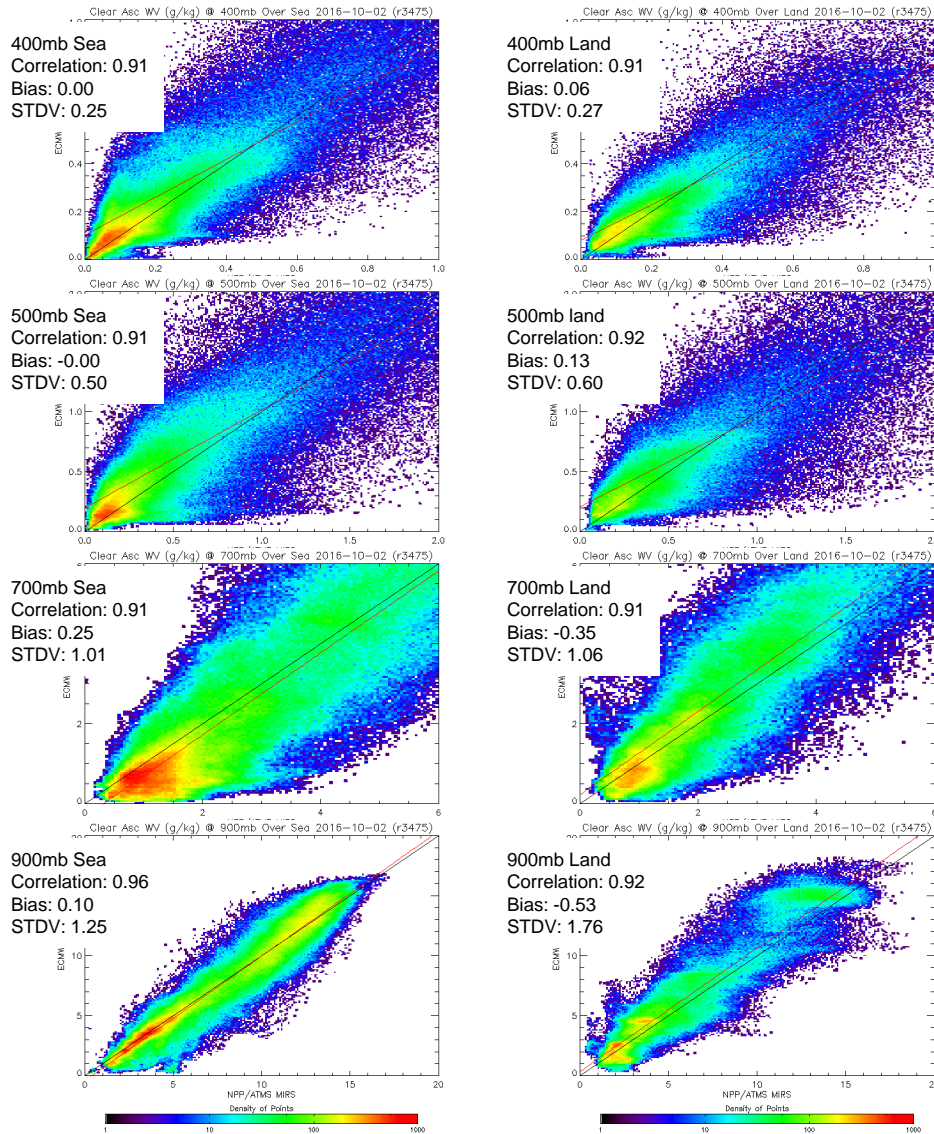 Clear Asc WV (g/kg) @ 400mb Over Sea 2016-10-02 (r3475)
400mb Sea
Correlation: 0.91
Bias: 0.00
STDV: 0.25
ECMW
0.4
0.2
0.0
0.0 0.2 0.4 0.6 0.8 1.0
Clear Asc WV (g/kg) @ 400mb Over Land 2016-10-02 (r3475)
400mb Land
Correlation: 0.91
Bias: 0.06
STDV: 0.27
ECMW
0.4
0.2
0.0
0.0 0.2 0.4 0.6 0.8 1.0
Clear Asc WV (g/kg) @ 500mb Over Sea 2016-10-02 (r3475)
500mb Sea
Correlation: 0.91
Bias: -0.00
STDV: 0.50
ECMW
1.0
0.5
0.0
0.0 0.5 1.0 1.5 2.0
Clear Asc WV (g/kg) @ 500mb Over Land 2016-10-02 (r3475)
500mb land
Correlation: 0.92
Bias: 0.13
STDV: 0.60
ECMW
1.0
0.5
0.0
0.0 0.5 1.0 1.5 2.0
Clear Asc WV (g/kg) @ 700mb Over Sea 2016-10-02 (r3475)
700mb Sea
Correlation: 0.91
Bias: 0.25
STDV: 1.01
ECMW
2
0
0 2 4 6
Clear Asc WV (g/kg) @ 700mb Over Land 2016-10-02 (r3475)
700mb Land
Correlation: 0.91
Bias: -0.35
STDV: 1.06
ECMW
2
0
0 2 4 6
Clear Asc WV (g/kg) @ 900mb Over Sea 2016-10-02 (r3475)
900mb Sea
Correlation: 0.96
Bias: 0.10
STDV: 1.25
ECMW
10
5
0
0 5 10 15 20
NPP/ATMS MIRS
Density of Points
1 10 100 1000
Clear Asc WV (g/kg) @ 900mb Over Land 2016-10-02 (r3475)
900mb Land
Correlation: 0.92
Bias: -0.53
STDV: 1.76
ECMW
10
5
0
0 5 10 15 20
NPP/ATMS MIRS
Density of Points
1 10 100 1000